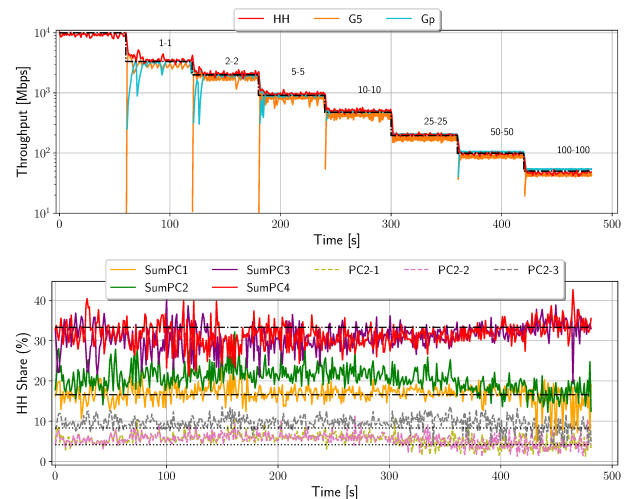 HH G5 Gp
10^4
10^3
10^2
10^1
Throughput [Mbps]
1-1
2-2
5-5
10-10
25-25
50-50
100-100
0 100 200 300 400 500
Time [s]
SumPC1 SumPC3 PC2-1 PC2-2 PC2-3
SumPC2 SumPC4
40
30
20
10
0
HH Share (%)
0 100 200 300 400 500
Time [s]